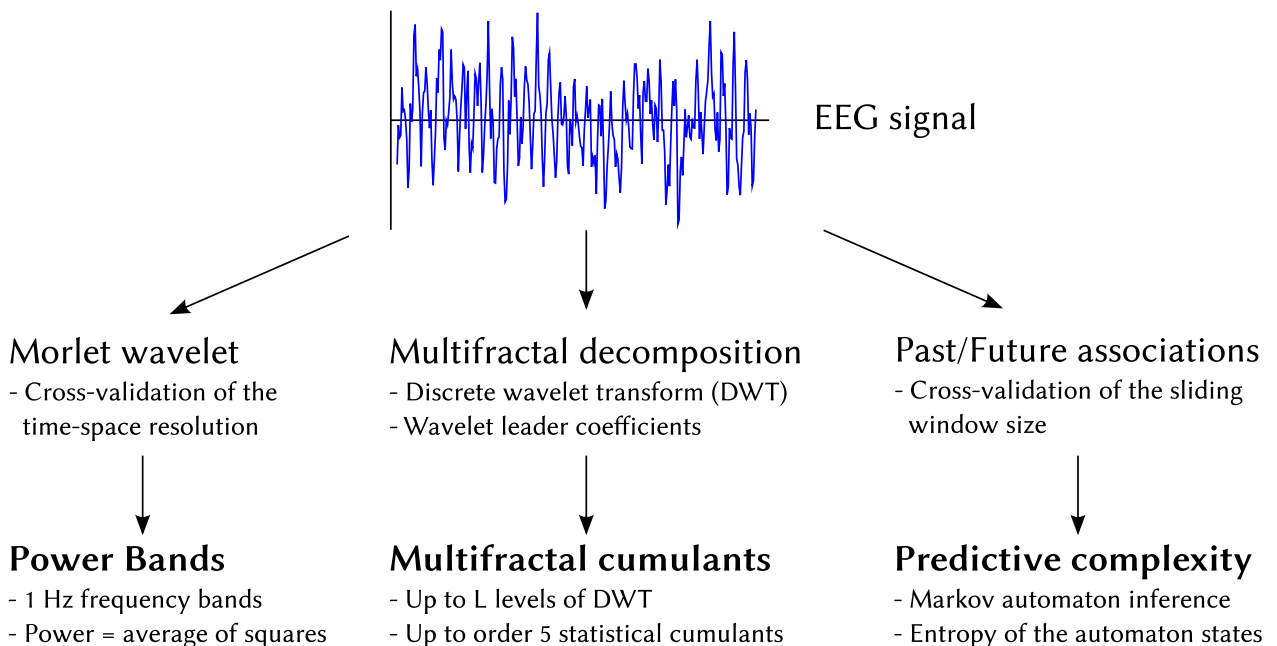 EEG signal
Morlet wavelet
- Cross-validation of the
time-space resolution
Multifractal decomposition
- Discrete wavelet transform (DWT)
- Wavelet leader coefficients
Past/Future associations
- Cross-validation of the sliding
window size
Power Bands
- 1 Hz frequency bands
- Power = average of squares
Multifractal cumulants
- Up to L levels of DWT
- Up to order 5 statistical cumulants
Predictive complexity
- Markov automaton inference
- Entropy of the automaton states